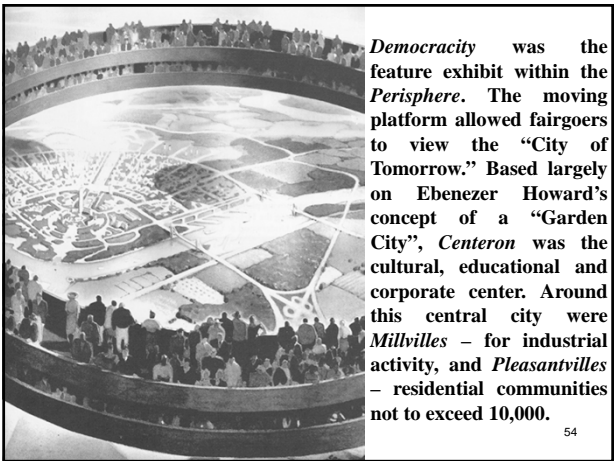 Democracity was the
feature exhibit within the
Perisphere. The moving
platform allowed fairgoers
to view the “City of
Tomorrow.” Based largely
on Ebenezer Howard’s
concept of a “Garden
City”, Centeron was the
cultural, educational and
corporate center. Around
this central city were
Millvilles – for industrial
activity, and Pleasantvilles
– residential communities
not to exceed 10,000.
54